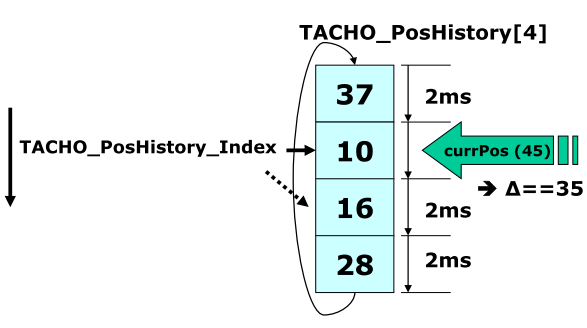 TACHO_PosHistory[4]
37
2ms
TACHO_PosHistory_Index
10
currPos (45)
➔ Δ==35
16
2ms
28
2ms